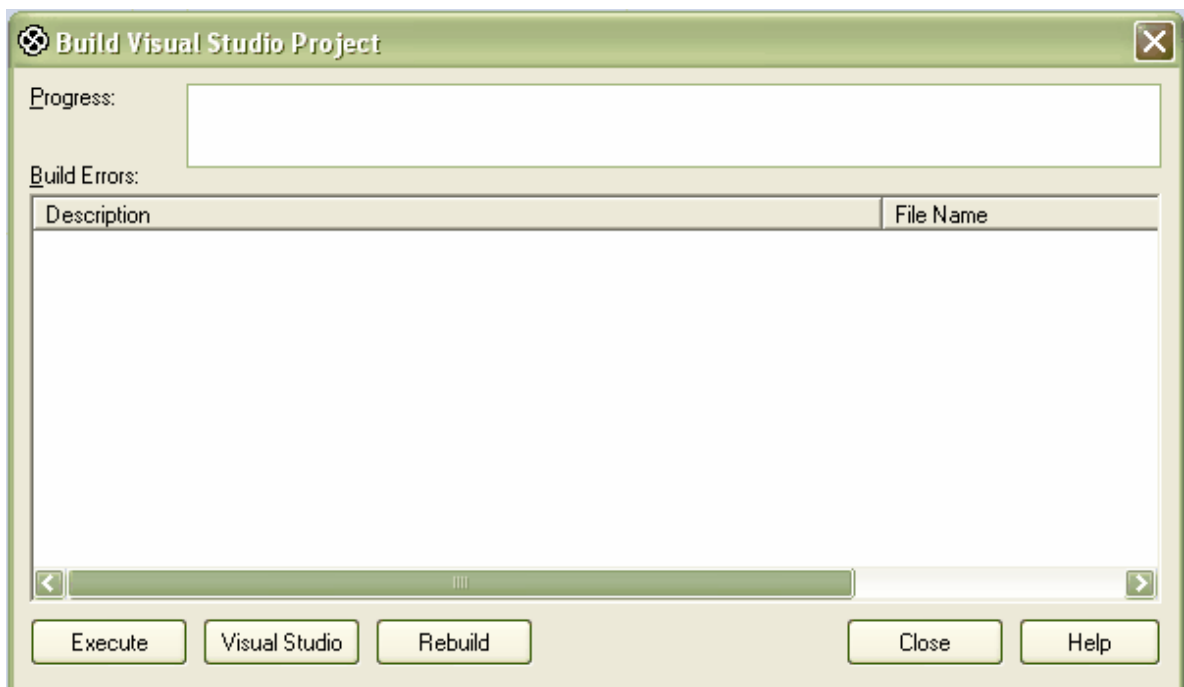 Build Visual Studio Project
Progress:
Build Errors:
Description File Name
Execute Visual Studio Rebuild Close Help